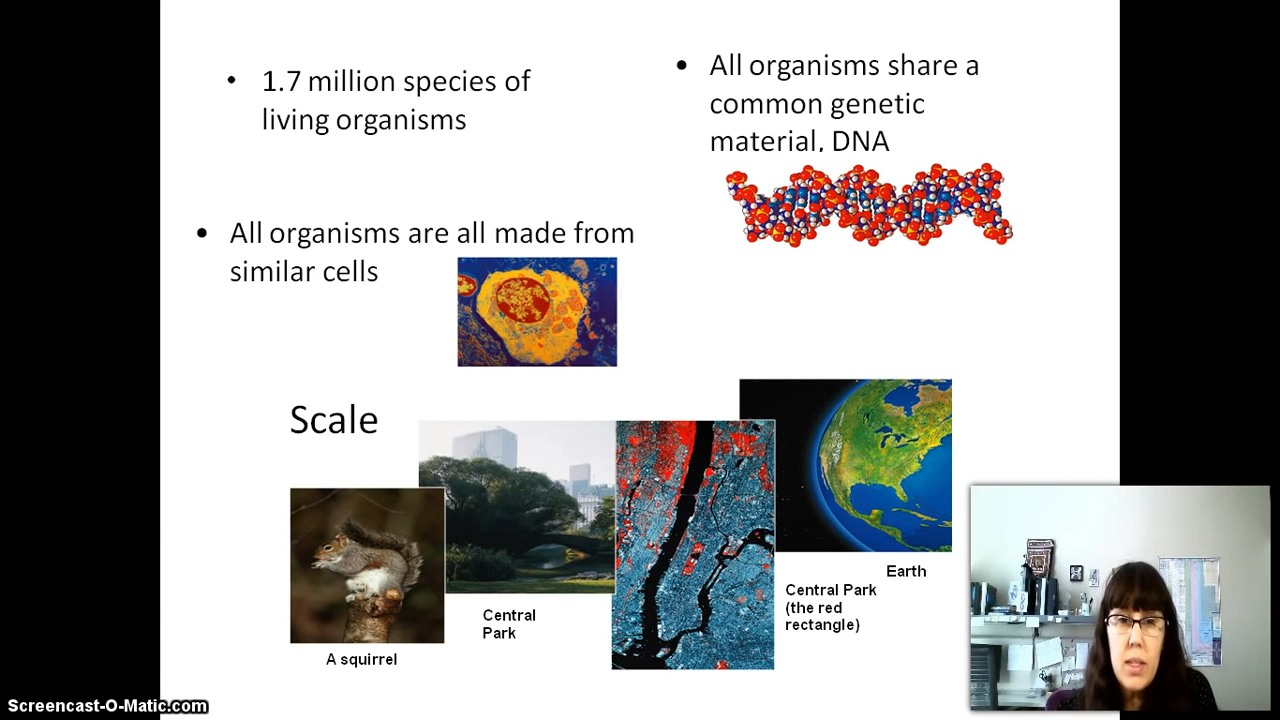 • 1.7 million species of
living organisms
• All organisms share a
common genetic
material, DNA
• All organisms are all made from
similar cells
Scale
A squirrel
Central
Park
Central Park
(the red
rectangle)
Earth
Screencast-O-Matic.com